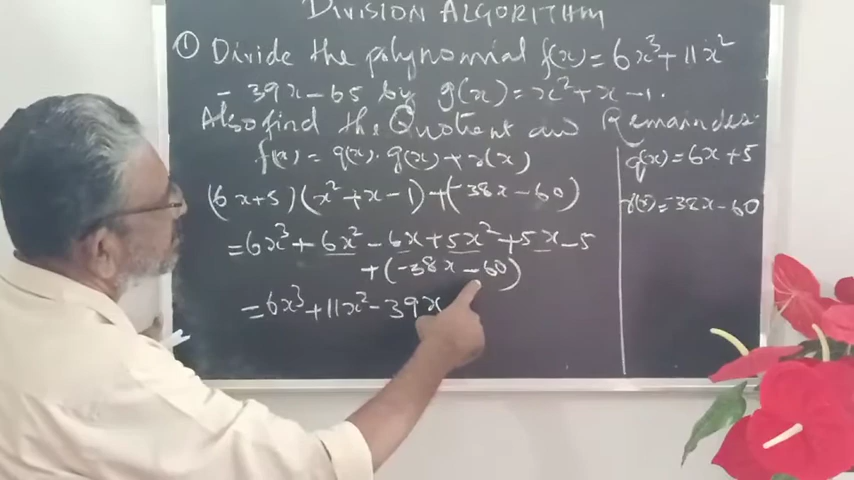 DIVISION ALGORITHM
① Divide the polynomial f(x) = 6x³ + 11x²
- 39x - 65 by g(x) = x² + x - 1.
Also find the Quotient and Remainder.
f(x) = q(x). g(x) + r(x)
(6x+5)(x² + x - 1) + (-38x - 60)
= 6x³ + 6x² - 6x + 5x² + 5x - 5
+ (-38x - 60)
= 6x³ + 11x² - 39x
q(x) = 6x + 5
r(x) = -38x - 60